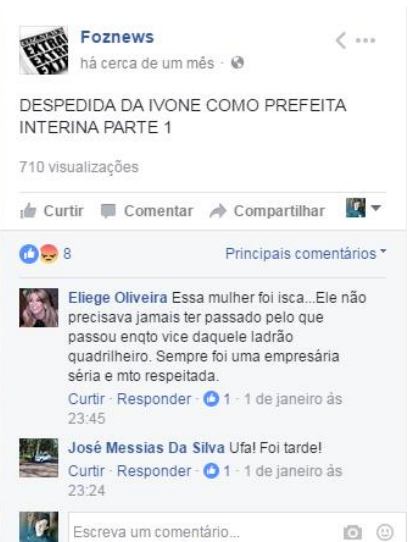 Foznews
há cerca de um mês
DESPEDIDA DA IVONE COMO PREFEITA
INTERINA PARTE 1
710 visualizações
Curtir Comentar Compartilhar
8 Principais comentários
Eliege Oliveira Essa mulher foi isca...Ele não
precisava jamais ter passado pelo que
passou enqto vice daquele ladrão
quadrilheiro. Sempre foi uma empresária
séria e mto respeitada.
Curtir · Responder · 1 · 1 de janeiro às
23:45
José Messias Da Silva Ufa! Foi tarde!
Curtir · Responder · 1 · 1 de janeiro às
23:24
Escreva um comentário...